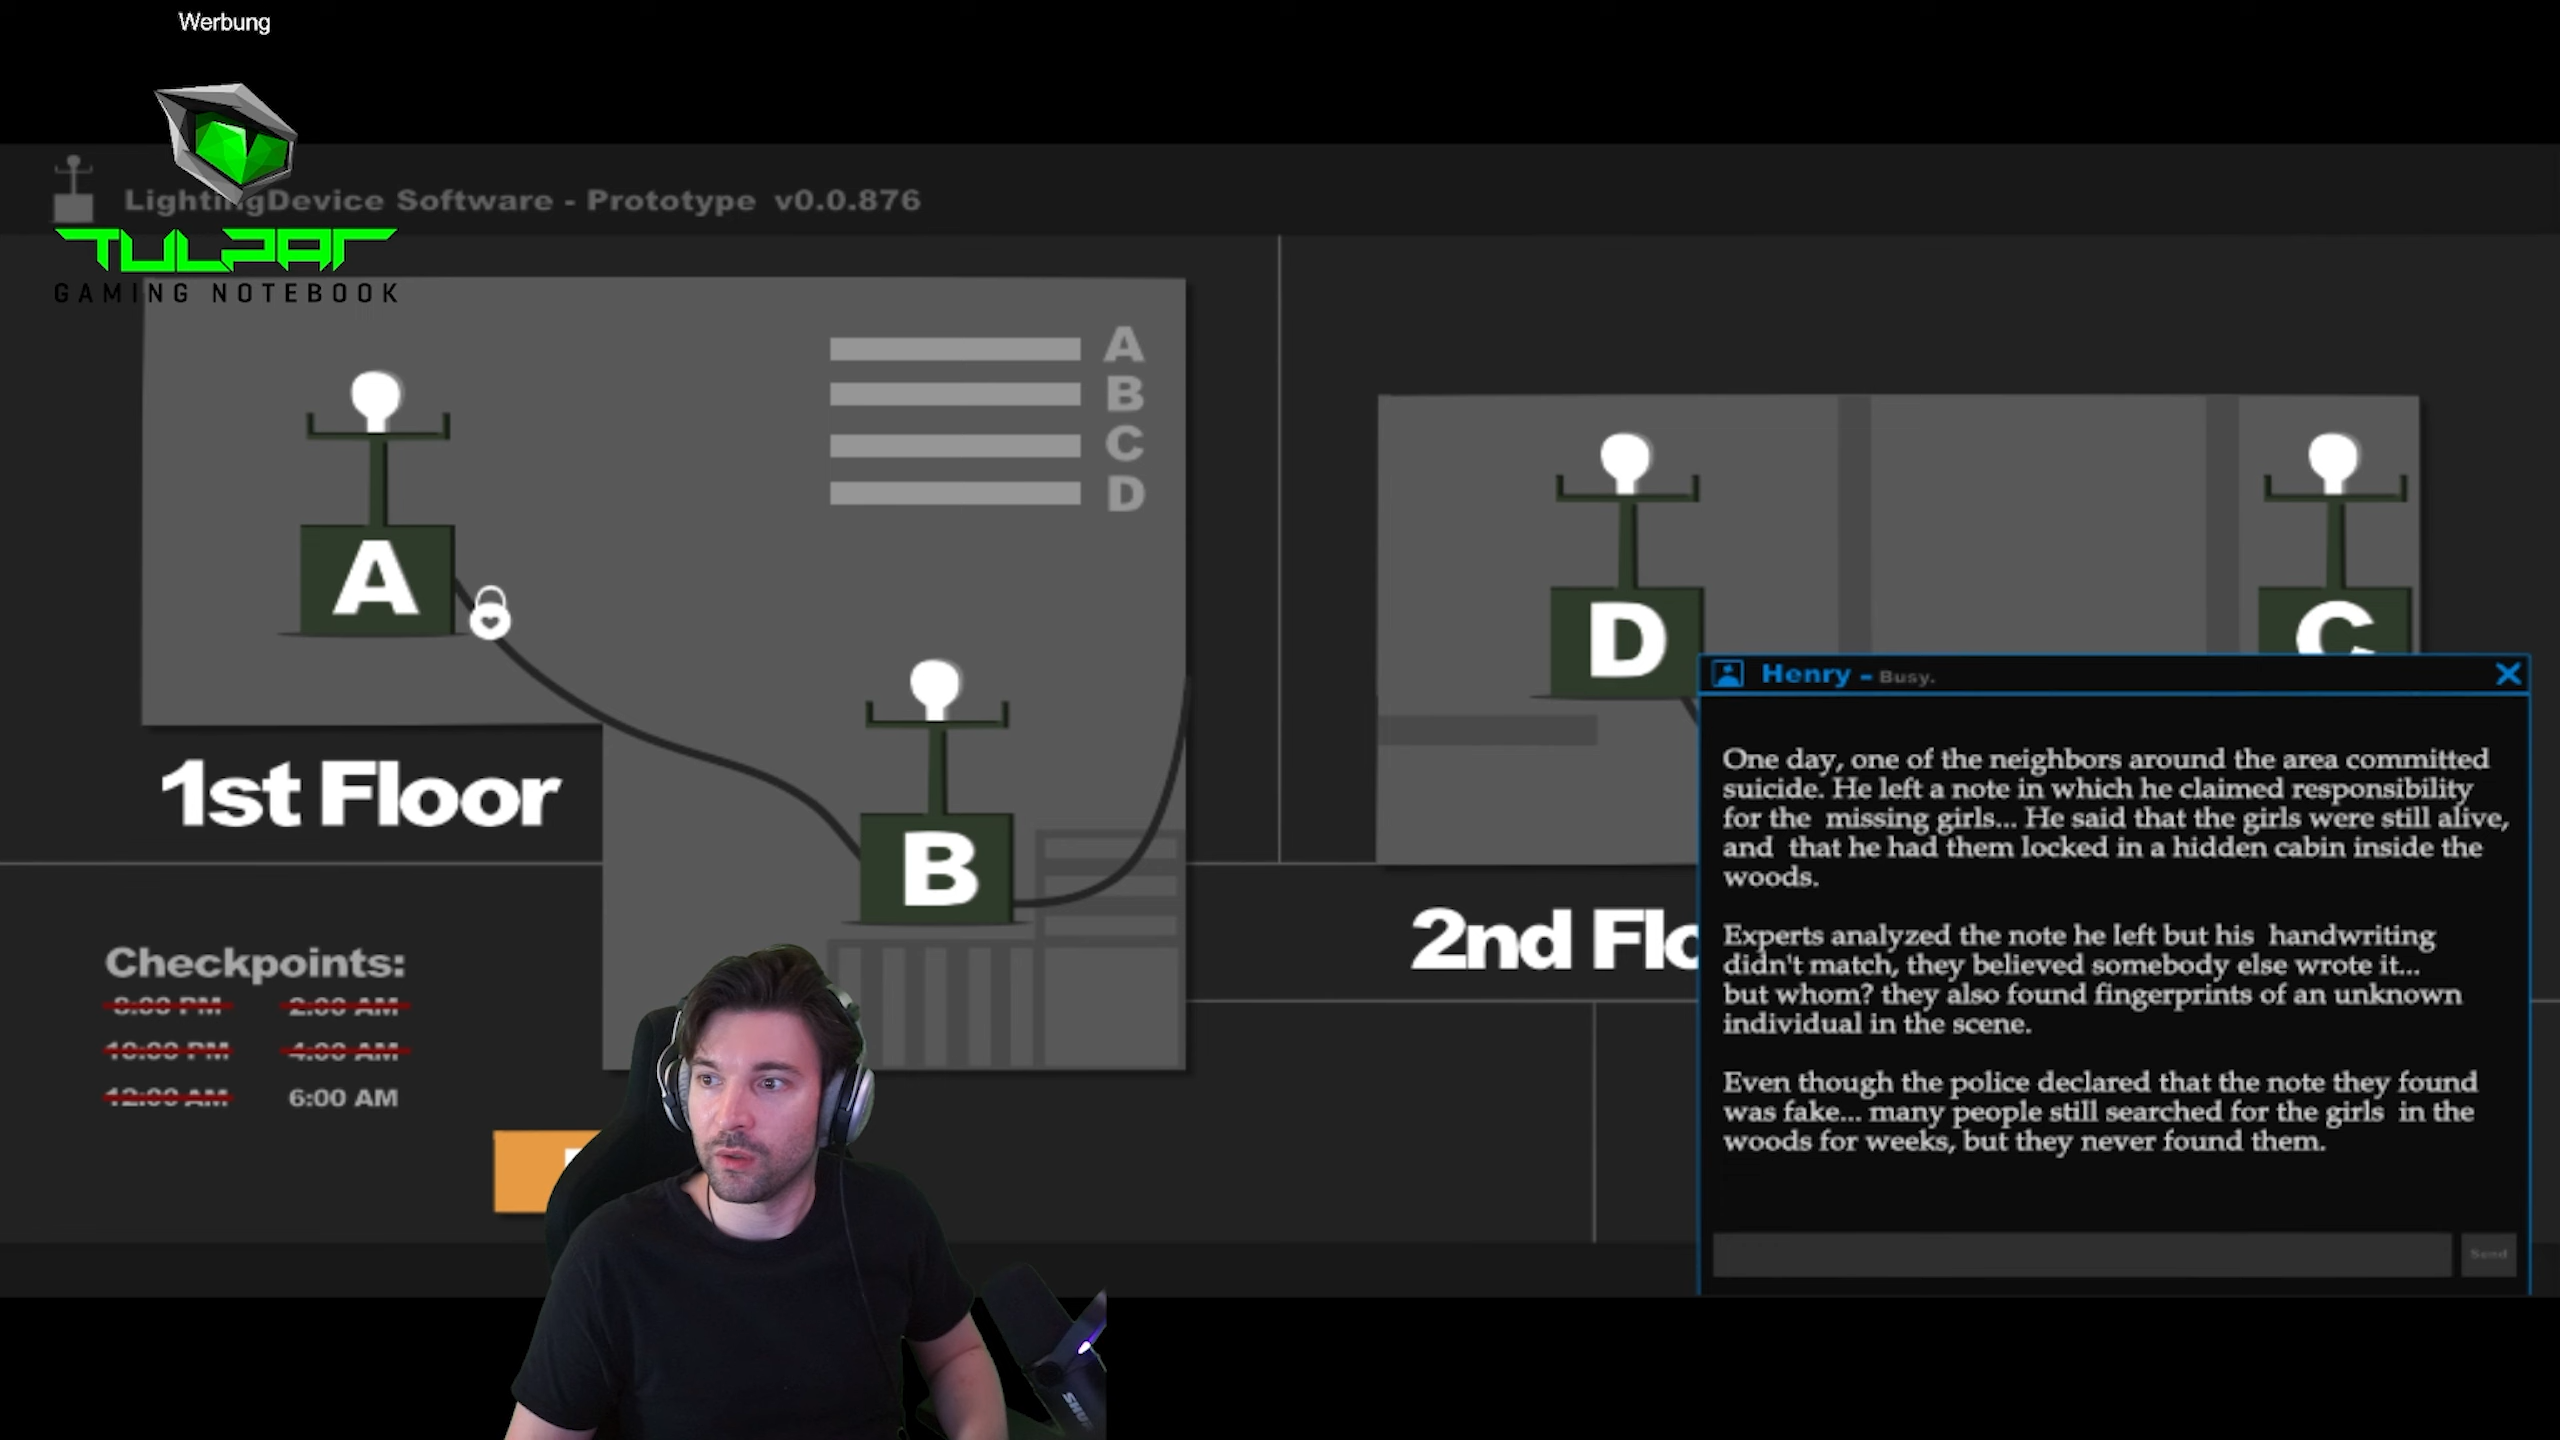 Werbung
LightingDevice Software - Prototype v0.0.876
TULPAR
GAMING NOTEBOOK
A
B
C
D
A
B
D
C
1st Floor
2nd Flo
Checkpoints:
8:00 PM 2:00 AM
10:00 PM 4:00 AM
12:00 AM 6:00 AM
Henry - Busy.
One day, one of the neighbors around the area committed
suicide. He left a note in which he claimed responsibility
for the missing girls... He said that the girls were still alive,
and that he had them locked in a hidden cabin inside the
woods.
Experts analyzed the note he left but his handwriting
didn't match, they believed somebody else wrote it...
but whom? they also found fingerprints of an unknown
individual in the scene.
Even though the police declared that the note they found
was fake... many people still searched for the girls in the
woods for weeks, but they never found them.
Send
SHU